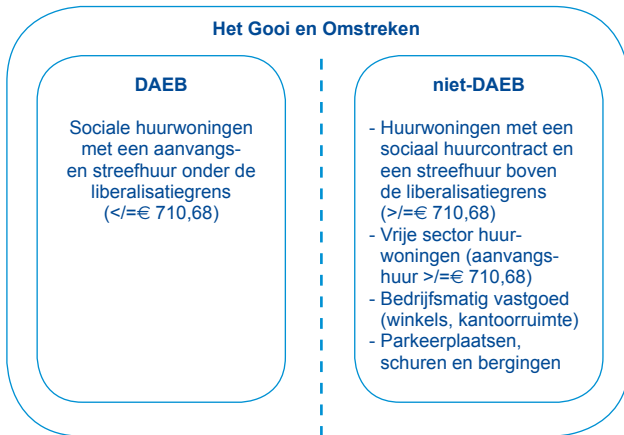 Het Gooi en Omstreken
DAEB
Sociale huurwoningen
met een aanvangs-
en streefhuur onder de
liberalisatiegrens
(</=€ 710,68)
niet-DAEB
- Huurwoningen met een
sociaal huurcontract en
een streefhuur boven
de liberalisatiegrens
(>/=€ 710,68)
- Vrije sector huur-
woningen (aanvangs-
huur >/=€ 710,68)
- Bedrijfsmatig vastgoed
(winkels, kantoorruimte)
- Parkeerplaatsen,
schuren en bergingen